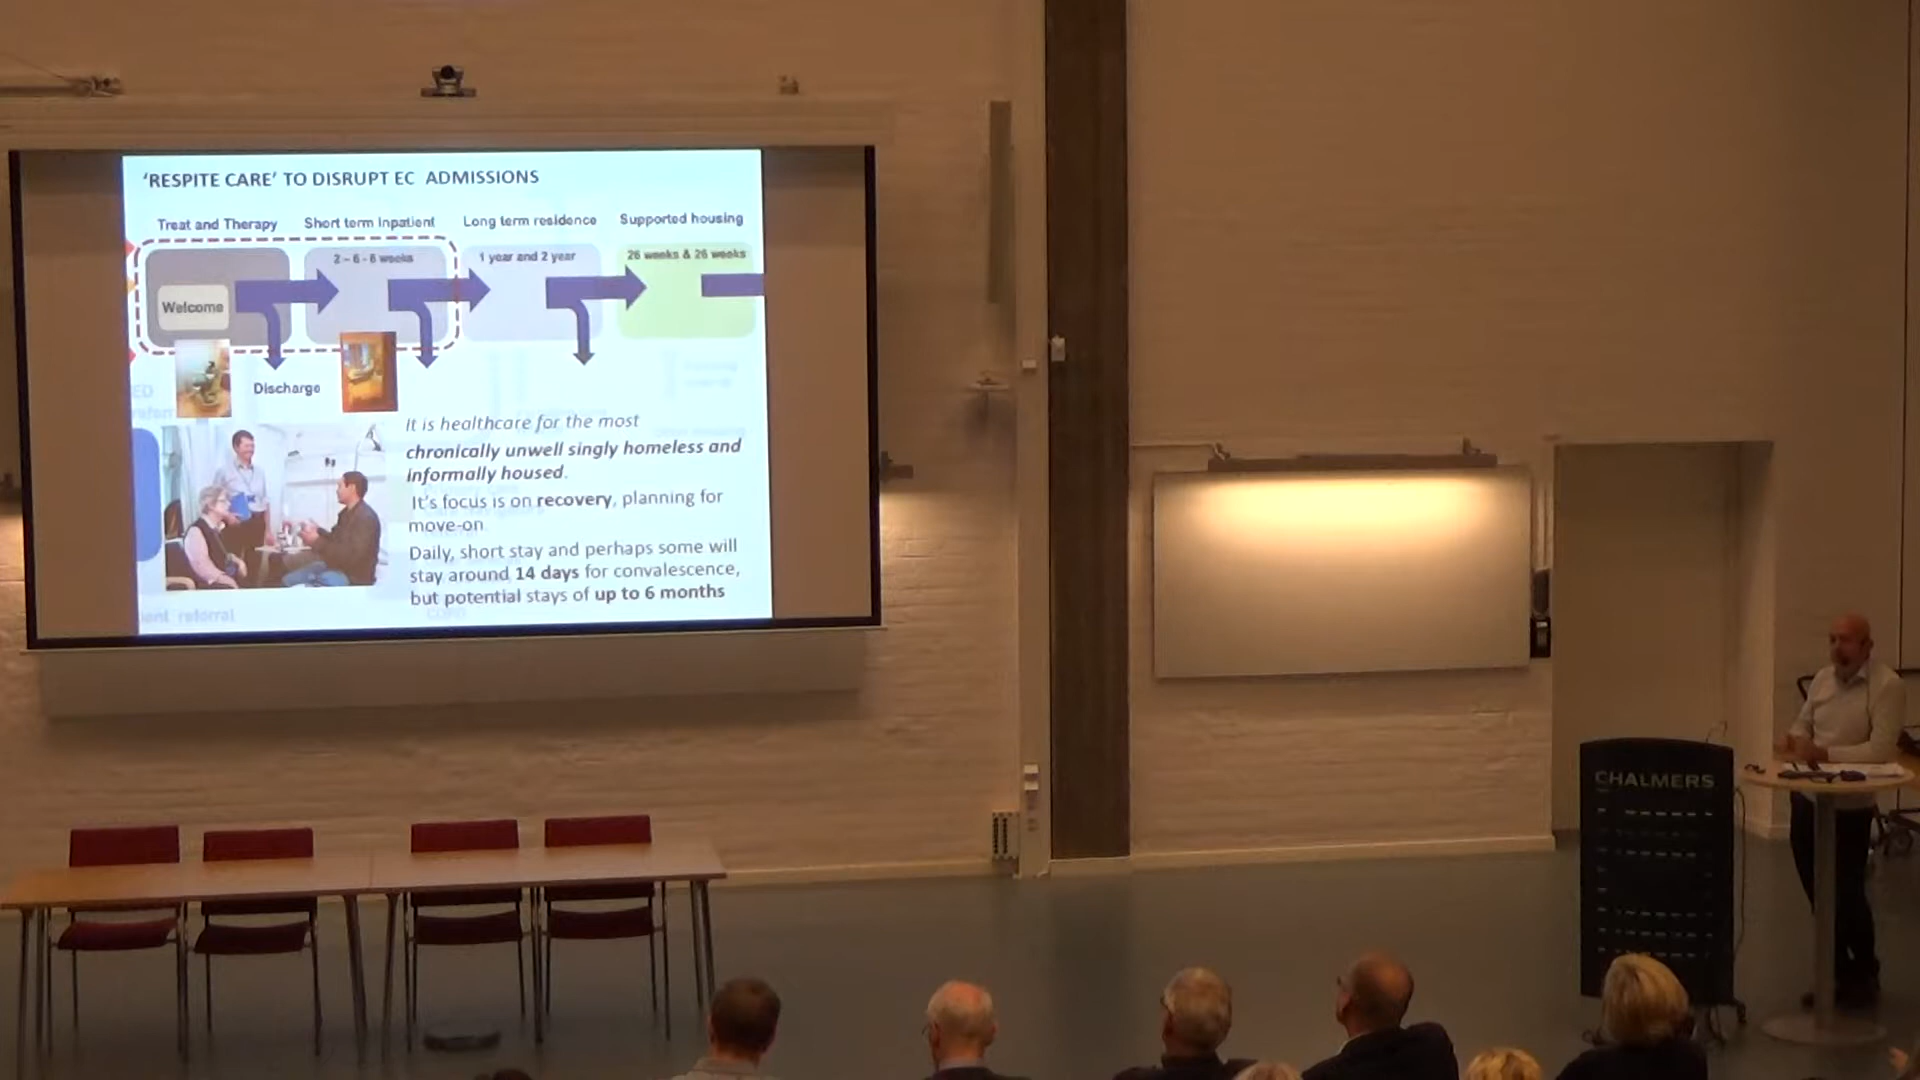 ‘RESPITE CARE’ TO DISRUPT EC ADMISSIONS
Treat and Therapy
Short term Inpatient
Long term residence
Supported housing
2 – 6 - 8 weeks
1 year and 2 year
26 weeks & 26 weeks
Welcome
Discharge
It is healthcare for the most
chronically unwell singly homeless and
informally housed.
It’s focus is on recovery, planning for
move-on
Daily, short stay and perhaps some will
stay around 14 days for convalescence,
but potential stays of up to 6 months
referral
CHALMERS